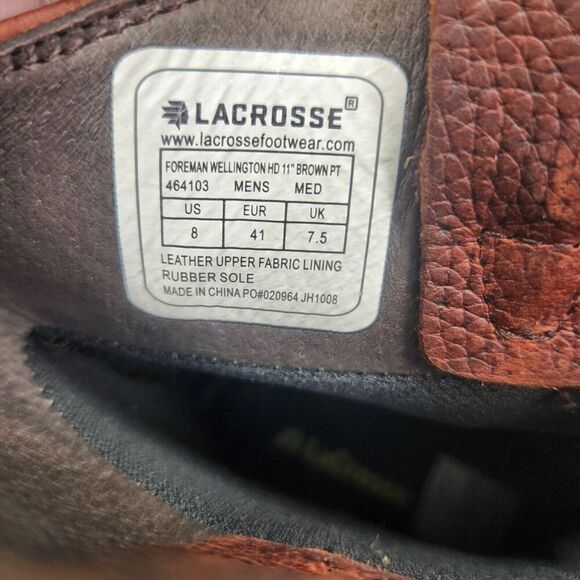 LACROSSE®
www.lacrossefootwear.com
FOREMAN WELLINGTON HD 11" BROWN PT
464103 MENS MED
US EUR UK
8 41 7.5
LEATHER UPPER FABRIC LINING
RUBBER SOLE
MADE IN CHINA PO#020964 JH1008
LaCrosse